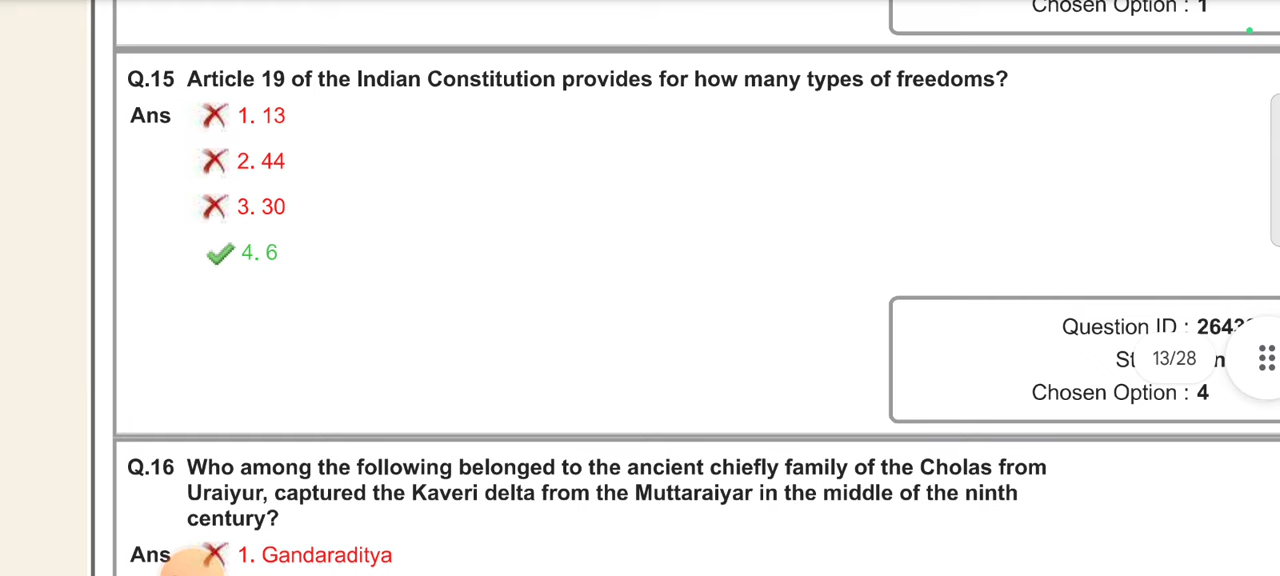 Chosen Option : 1
Q.15 Article 19 of the Indian Constitution provides for how many types of freedoms?
Ans 1. 13
2. 44
3. 30
4. 6
Question ID : 2643
13/28
Chosen Option : 4
Q.16 Who among the following belonged to the ancient chiefly family of the Cholas from
Uraiyur, captured the Kaveri delta from the Muttaraiyar in the middle of the ninth
century?
Ans 1. Gandaraditya